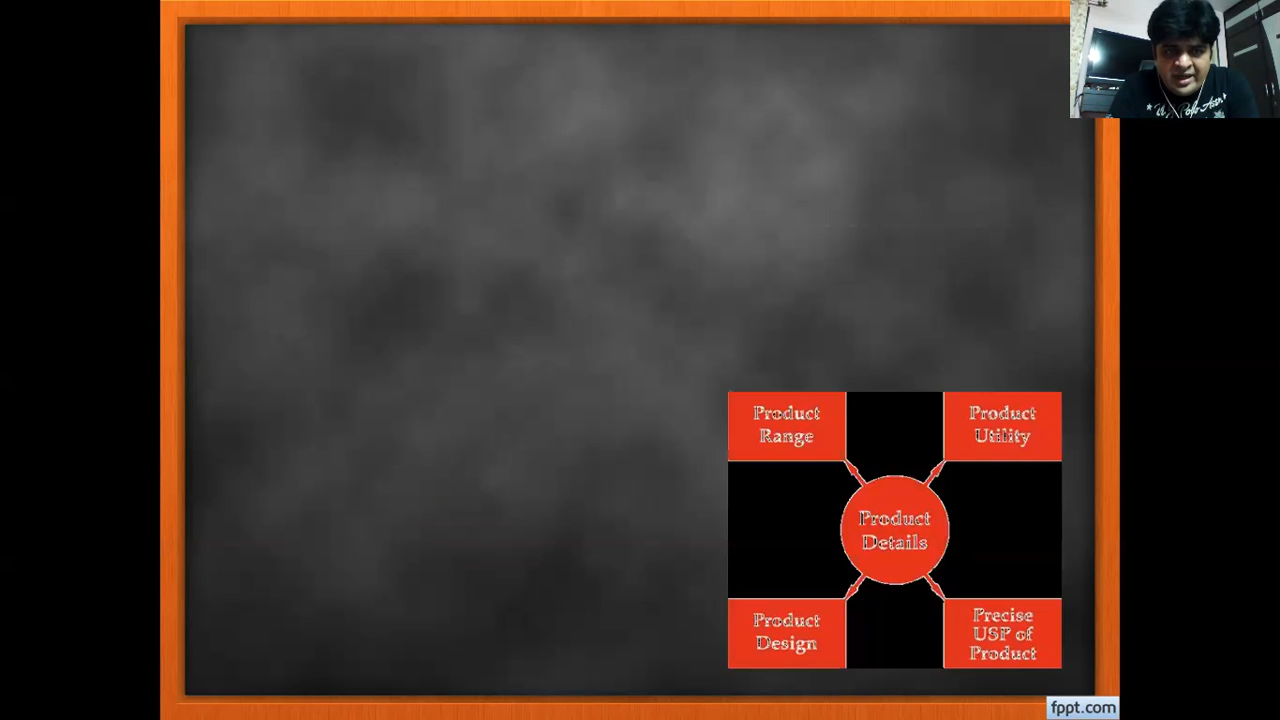 Product
Range
Product
Utility
Product
Details
Product
Design
Precise
USP of
Product
fppt.com